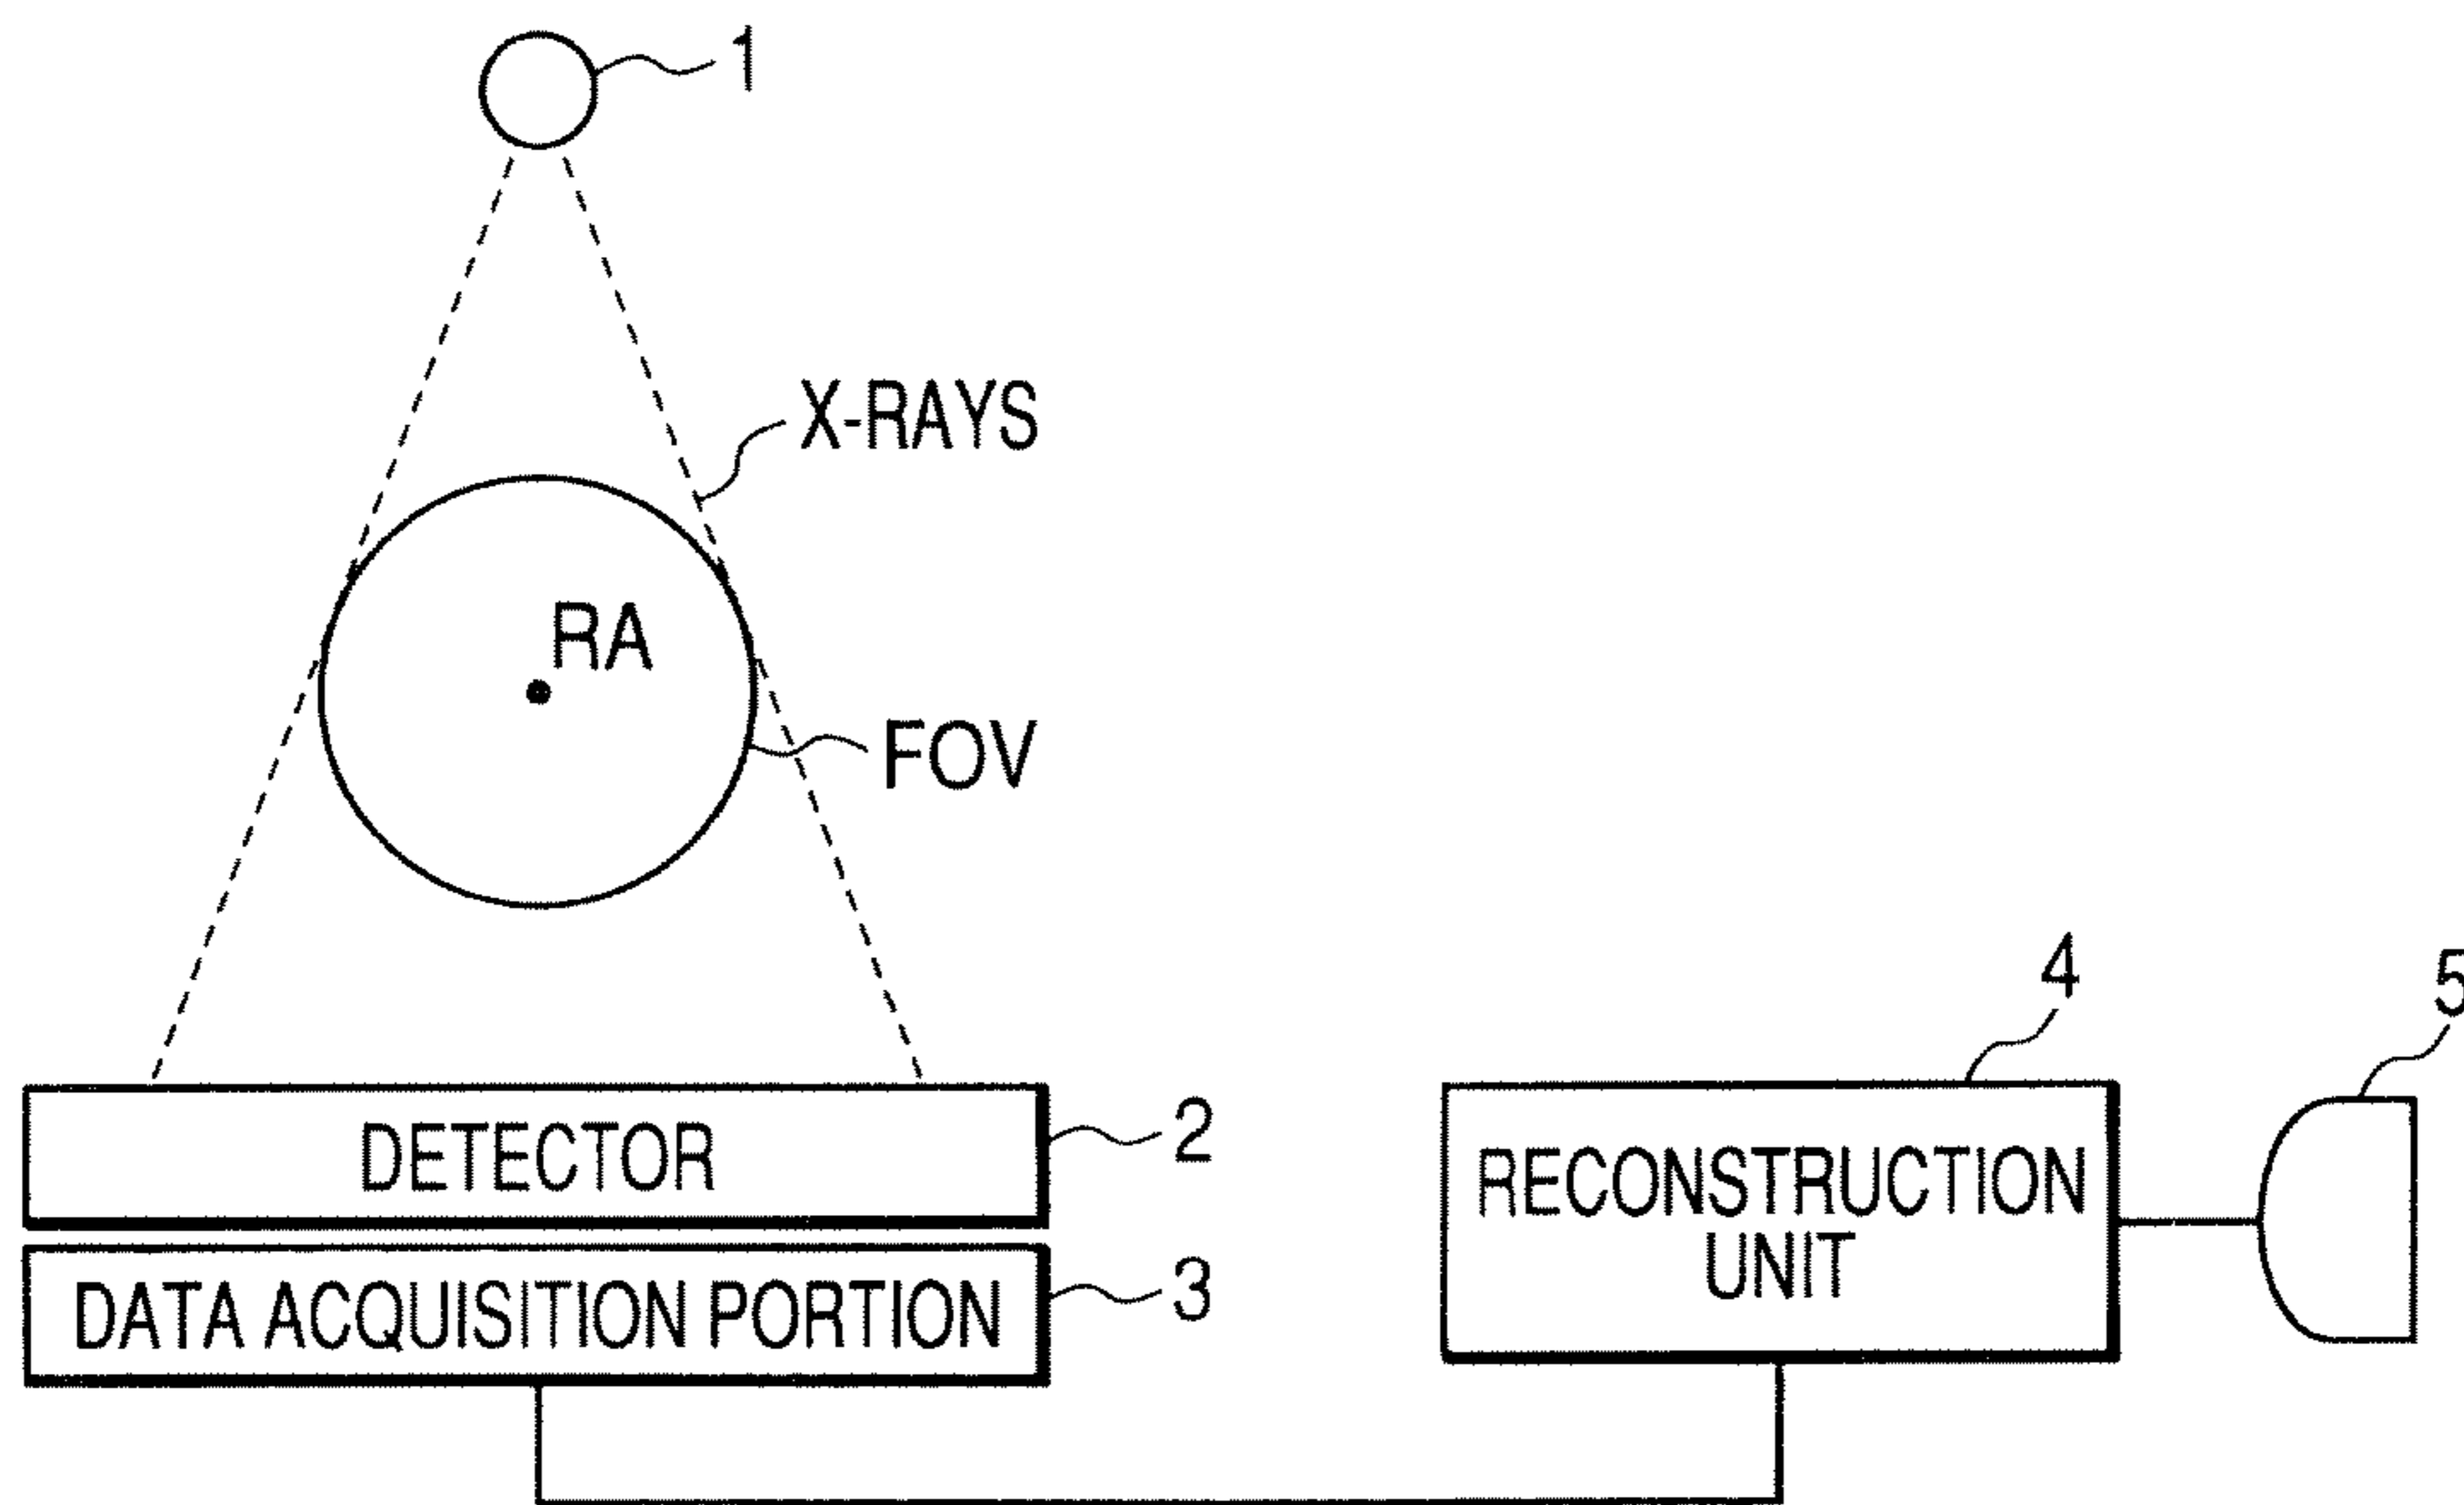 1
X-RAYS
RA
FOV
DETECTOR
2
DATA ACQUISITION PORTION
3
4
RECONSTRUCTION
UNIT
5